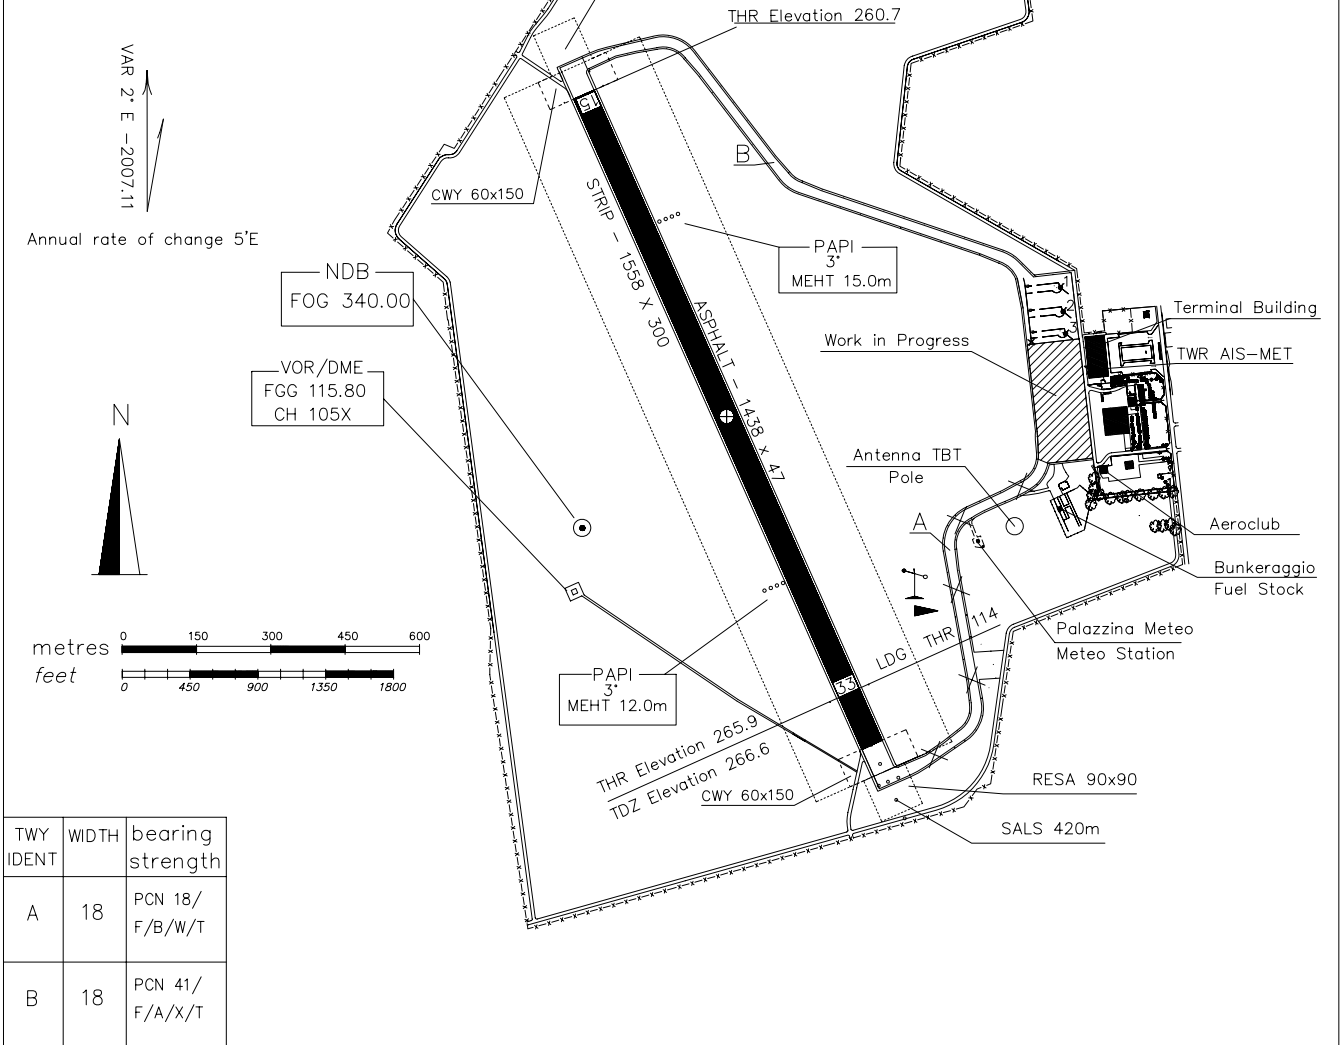 THR Elevation 260.7
VAR 2° E -2007.11
Annual rate of change 5'E
15
CWY 60x150
B
STRIP - 1558 X 300
PAPI
3°
MEHT 15.0m
NDB
FOG 340.00
ASPHALT - 1438 x 47
1
2
3
Terminal Building
Work in Progress
TWR AIS-MET
VOR/DME
FGG 115.80
CH 105X
N
Antenna TBT
Pole
A
Aeroclub
Bunkeraggio
Fuel Stock
LDG THR 114
Palazzina Meteo
Meteo Station
metres
0 150 300 450 600
feet
0 450 900 1350 1800
PAPI
3°
MEHT 12.0m
33
THR Elevation 265.9
TDZ Elevation 266.6
CWY 60x150
RESA 90x90
SALS 420m
TWY IDENT WIDTH bearing strength
A 18 PCN 18/
F/B/W/T
B 18 PCN 41/
F/A/X/T